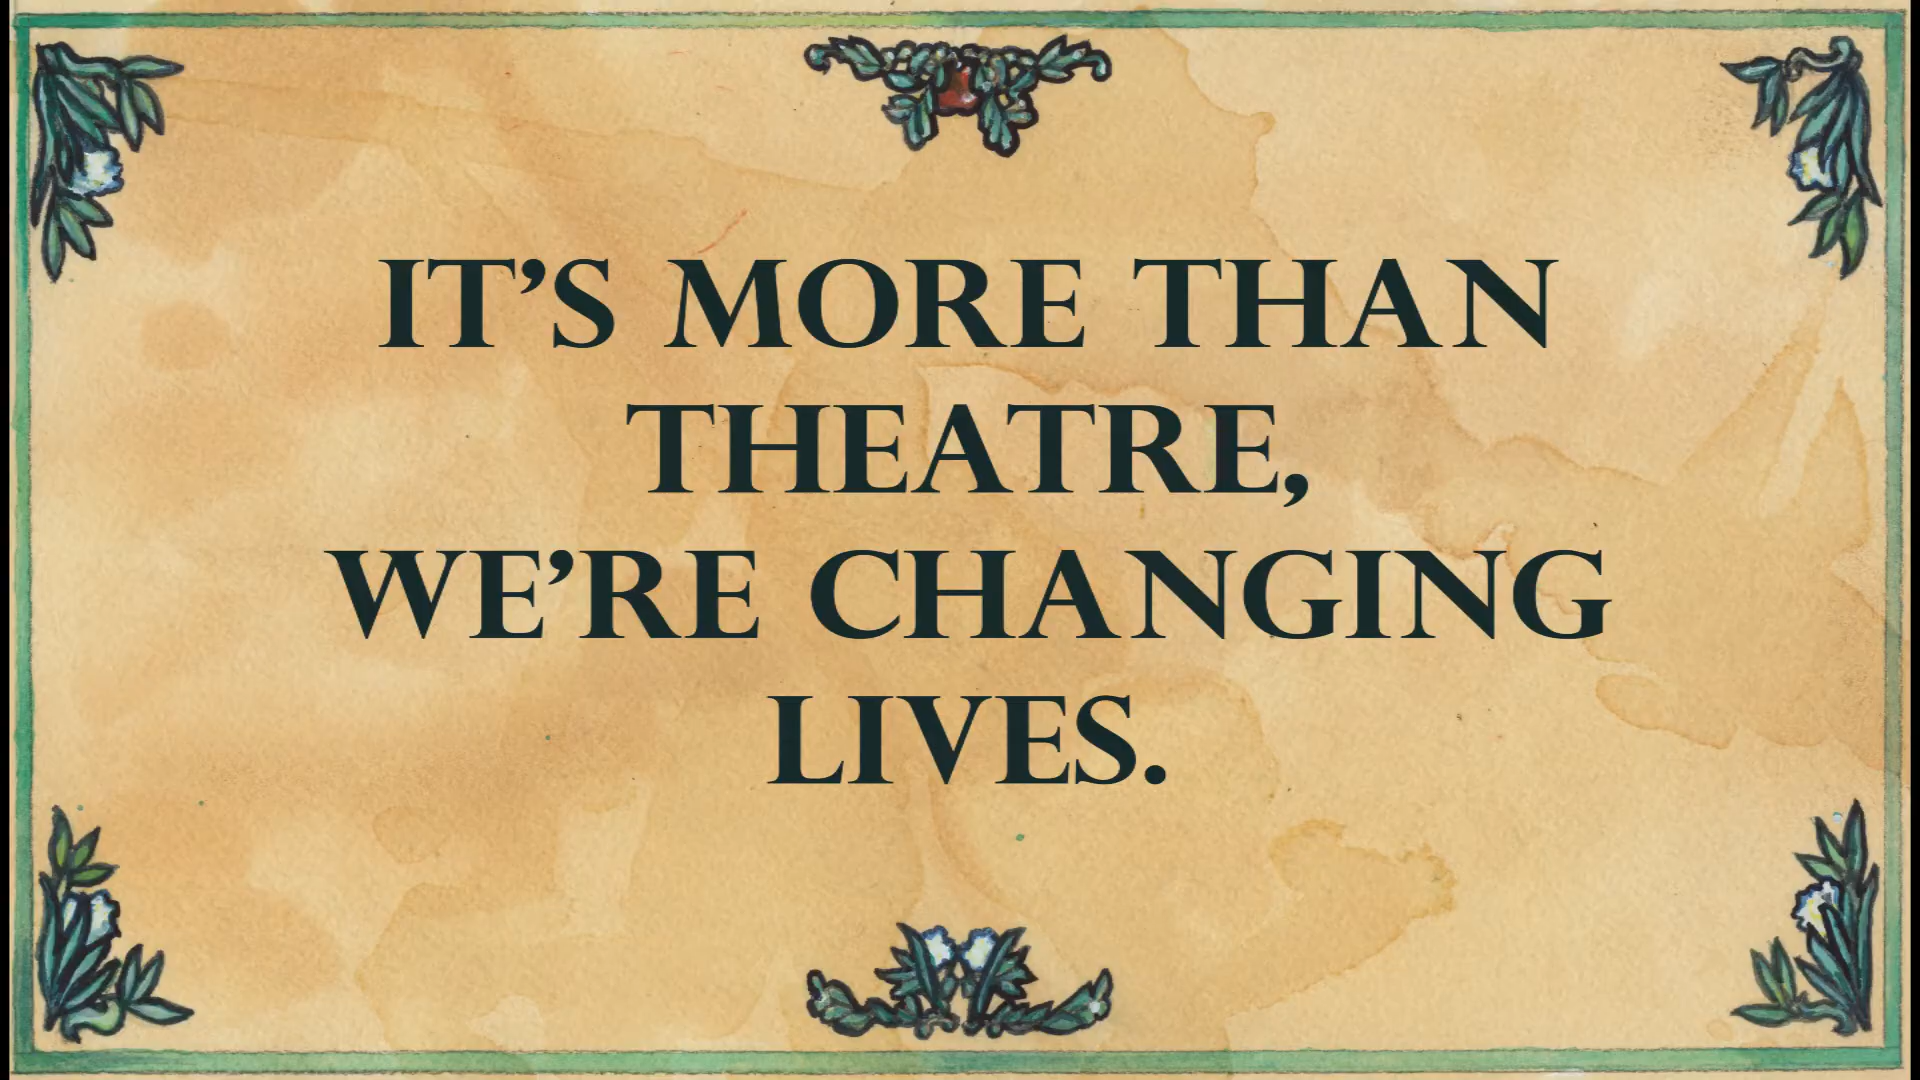 IT’S MORE THAN
THEATRE,
WE’RE CHANGING
LIVES.